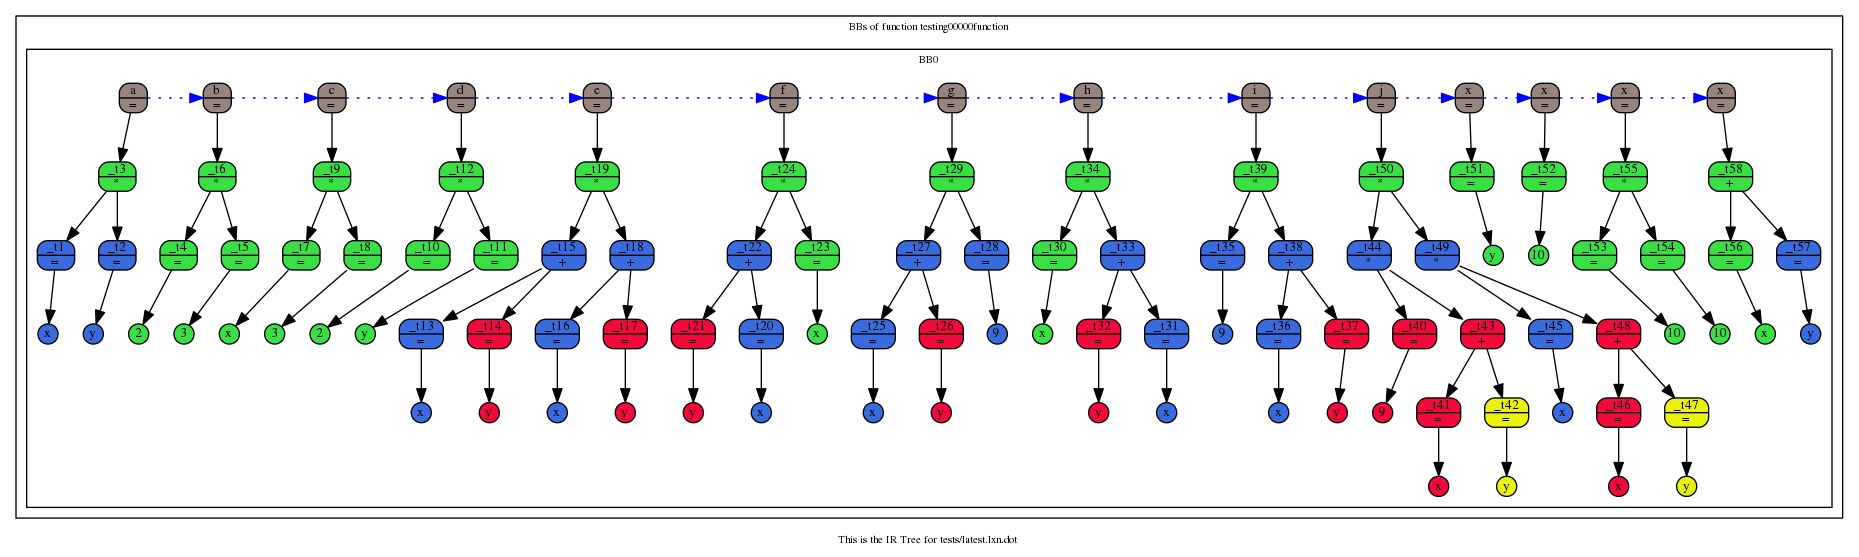 BBs of function testing00000function
BB0
a b c d e f g h i j x x x x
= = = = = = = = = = = = = =
_t3 _t6 _t9 _t12 _t19 _t24 _t29 _t34 _t39 _t50 _t51 _t52 _t55 _t58
* * * * * * * * * * = = * +
_t1 _t2 _t4 _t5 _t7 _t8 _t10 _t11 _t15 _t18 _t22 _t23 _t27 _t28 _t30 _t33 _t35 _t38 _t44 _t49 y 10 _t53 _t54 _t56 _t57
= = = = = = = = + + + = + = = + = + * * = = = =
x y 2 3 x 3 2 y _t13 _t14 _t16 _t17 _t21 _t20 x _t25 _t26 9 x _t32 _t31 9 _t36 _t37 _t40 _t43 _t45 _t48 10 10 x y
= = = = = = = = = = = = = + = +
x y x y y x x y y x x y 9 _t41 _t42 x _t46 _t47
= = = =
x y x y
This is the IR Tree for tests/latest.lxn.dot